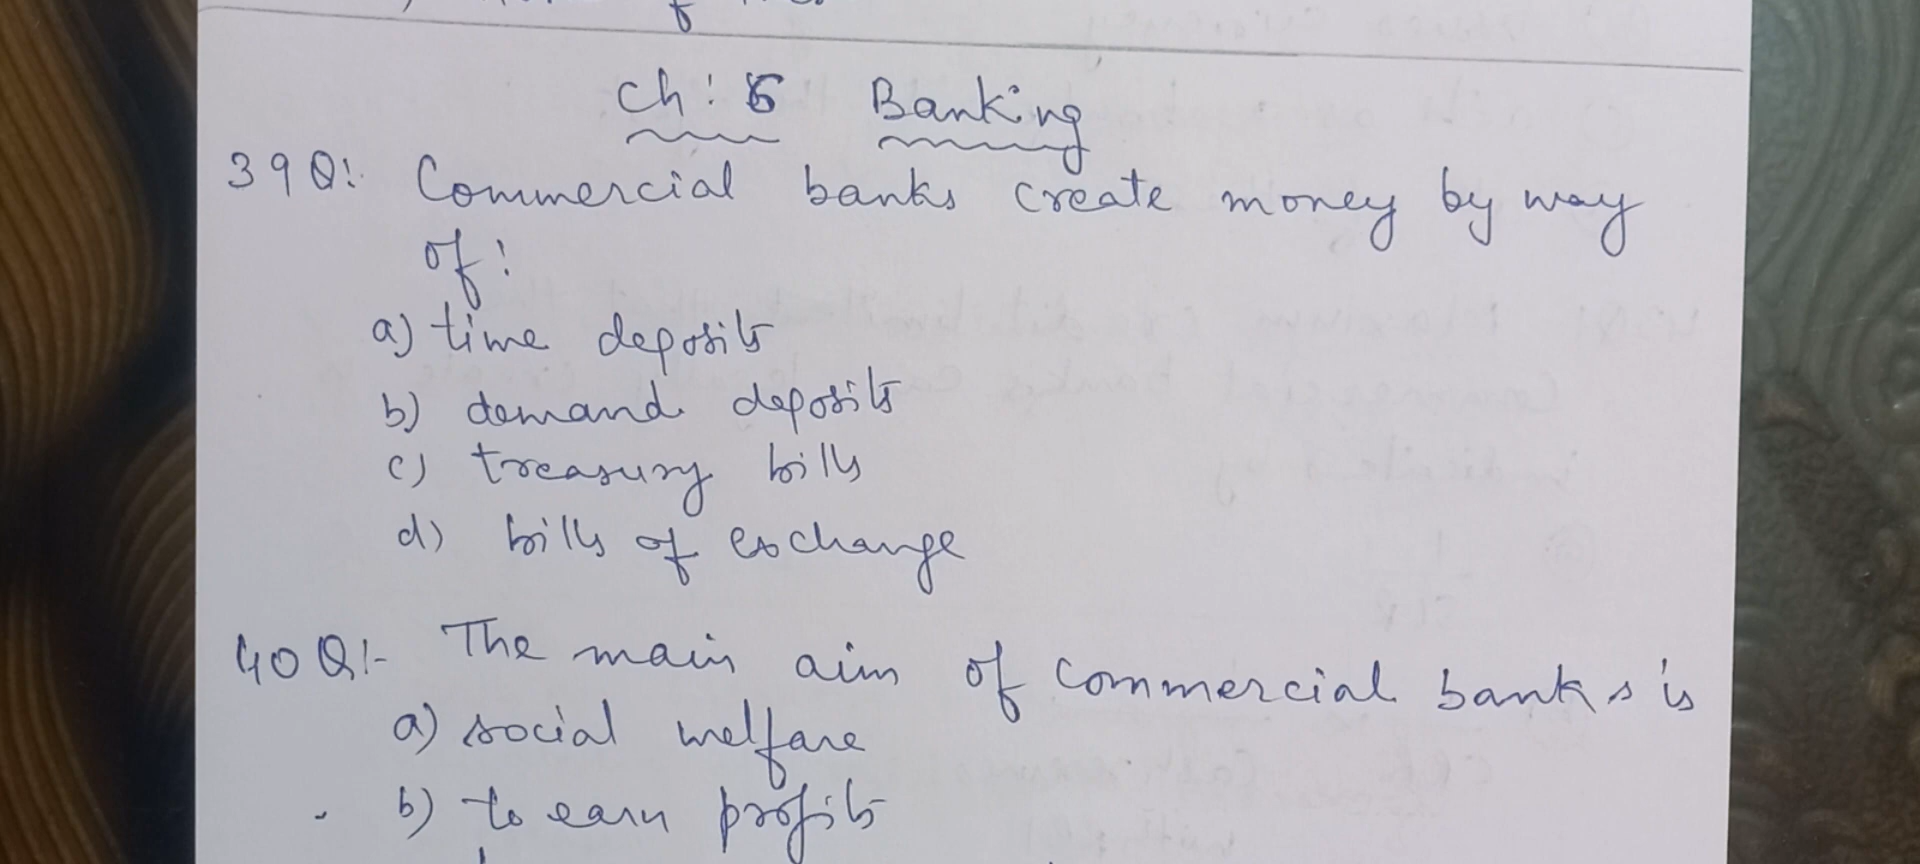 Ch: 6 Banking
39Q: Commercial banks create money by way
of:
a) time deposits
b) demand deposits
c) treasury bills
d) bills of exchange
40Q:- The main aim of commercial banks is
a) social welfare
b) to earn profits